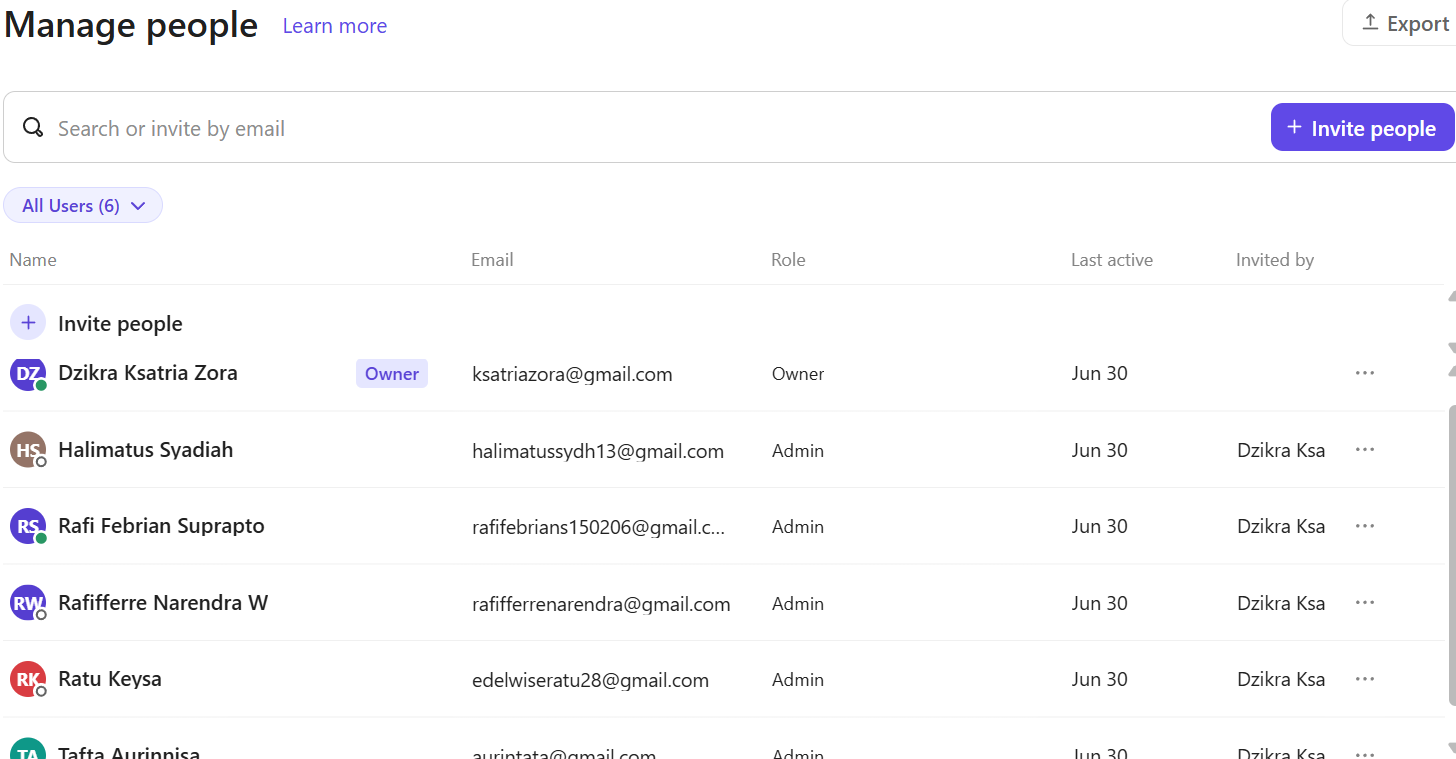 Manage people Learn more
Export
Search or invite by email
+ Invite people
All Users (6)
Name Email Role Last active Invited by
+ Invite people
DZ Dzikra Ksatria Zora Owner ksatriazora@gmail.com Owner Jun 30 ...
HS Halimatus Syadiah halimatussydh13@gmail.com Admin Jun 30 Dzikra Ksa ...
RS Rafi Febrian Suprapto rafifebrians150206@gmail.c... Admin Jun 30 Dzikra Ksa ...
RW Rafifferre Narendra W rafifferrenarendra@gmail.com Admin Jun 30 Dzikra Ksa ...
RK Ratu Keysa edelwiseratu28@gmail.com Admin Jun 30 Dzikra Ksa ...
TA Tafta Aurinnisa aurintata@gmail.com Admin Jun 30 Dzikra Ksa ...